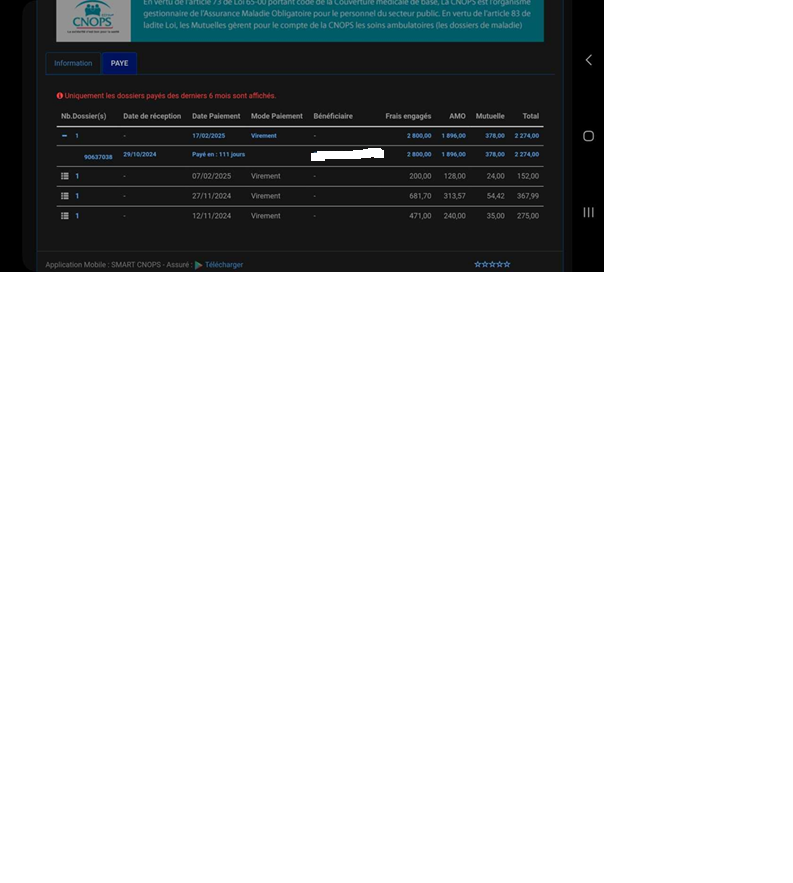 En vertu de l'article 73 de Loi 65-00 portant code de la Couverture médicale de base, La CNOPS est l'organisme
gestionnaire de l'Assurance Maladie Obligatoire pour le personnel du secteur public. En vertu de l'article 83 de
ladite Loi, les Mutuelles gèrent pour le compte de la CNOPS les soins ambulatoires (les dossiers de maladie)
CNOPS
Information PAYE
Uniquement les dossiers payés des derniers 6 mois sont affichés.
Nb.Dossier(s) Date de réception Date Paiement Mode Paiement Bénéficiaire Frais engagés AMO Mutuelle Total
1 - 17/02/2025 Virement - 2 800,00 1 896,00 378,00 2 274,00
90637038 29/10/2024 Payé en : 111 jours 2 800,00 1 896,00 378,00 2 274,00
1 - 07/02/2025 Virement - 200,00 128,00 24,00 152,00
1 - 27/11/2024 Virement - 681,70 313,57 54,42 367,99
1 - 12/11/2024 Virement - 471,00 240,00 35,00 275,00
Application Mobile : SMART CNOPS - Assuré : Télécharger